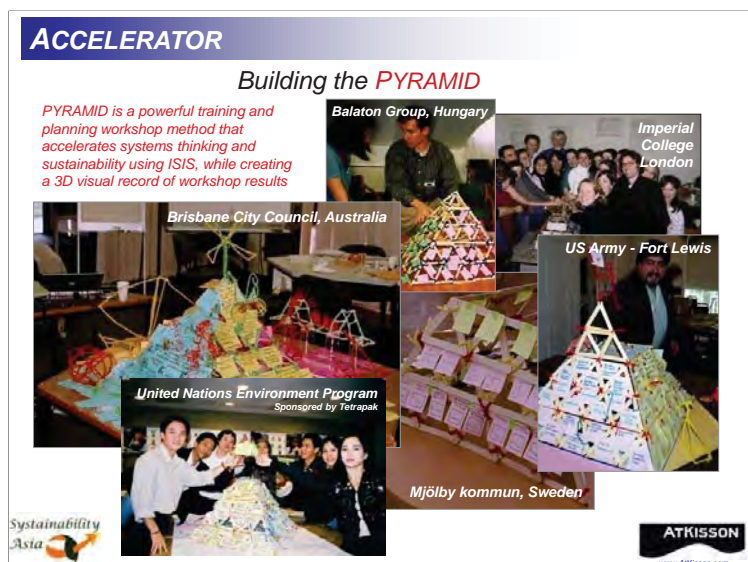 ACCELERATOR
Building the PYRAMID
PYRAMID is a powerful training and
planning workshop method that
accelerates systems thinking and
sustainability using ISIS, while creating
a 3D visual record of workshop results
Balaton Group, Hungary
Imperial
College
London
Brisbane City Council, Australia
US Army - Fort Lewis
United Nations Environment Program
Sponsored by Tetrapak
Mjölby kommun, Sweden
Systainability
Asia
ATKISSON